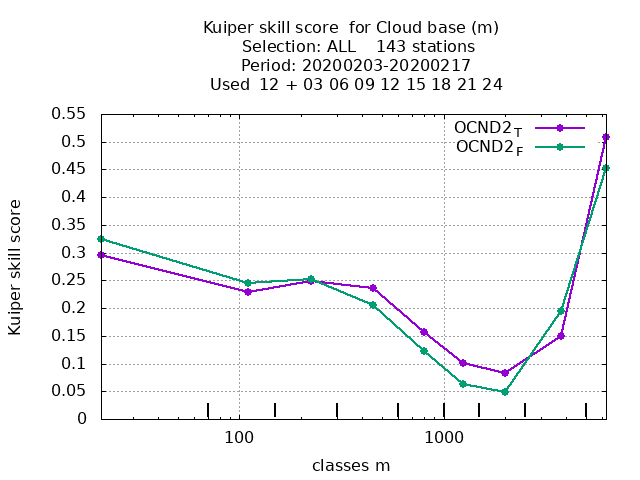 Kuiper skill score  for Cloud base (m)
Selection: ALL    143 stations
Period: 20200203-20200217
Used  12 + 03 06 09 12 15 18 21 24
OCND2T
OCND2F
Kuiper skill score
0.55
0.5
0.45
0.4
0.35
0.3
0.25
0.2
0.15
0.1
0.05
0
100
1000
classes m